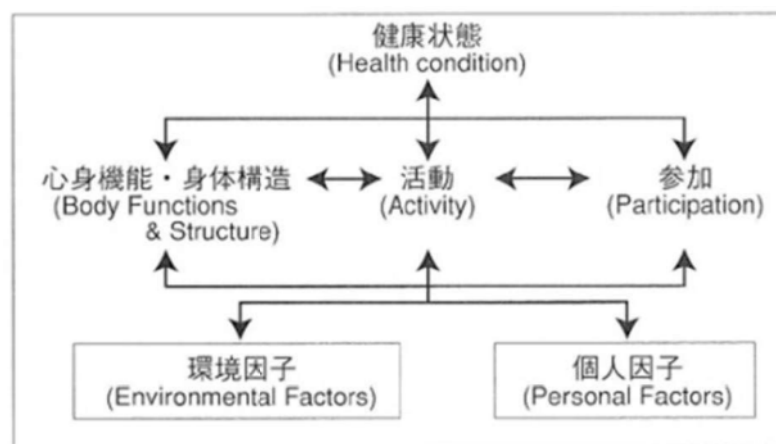 健康状態
(Health condition)
心身機能・身体構造
(Body Functions
& Structure)
活動
(Activity)
参加
(Participation)
環境因子
(Environmental Factors)
個人因子
(Personal Factors)